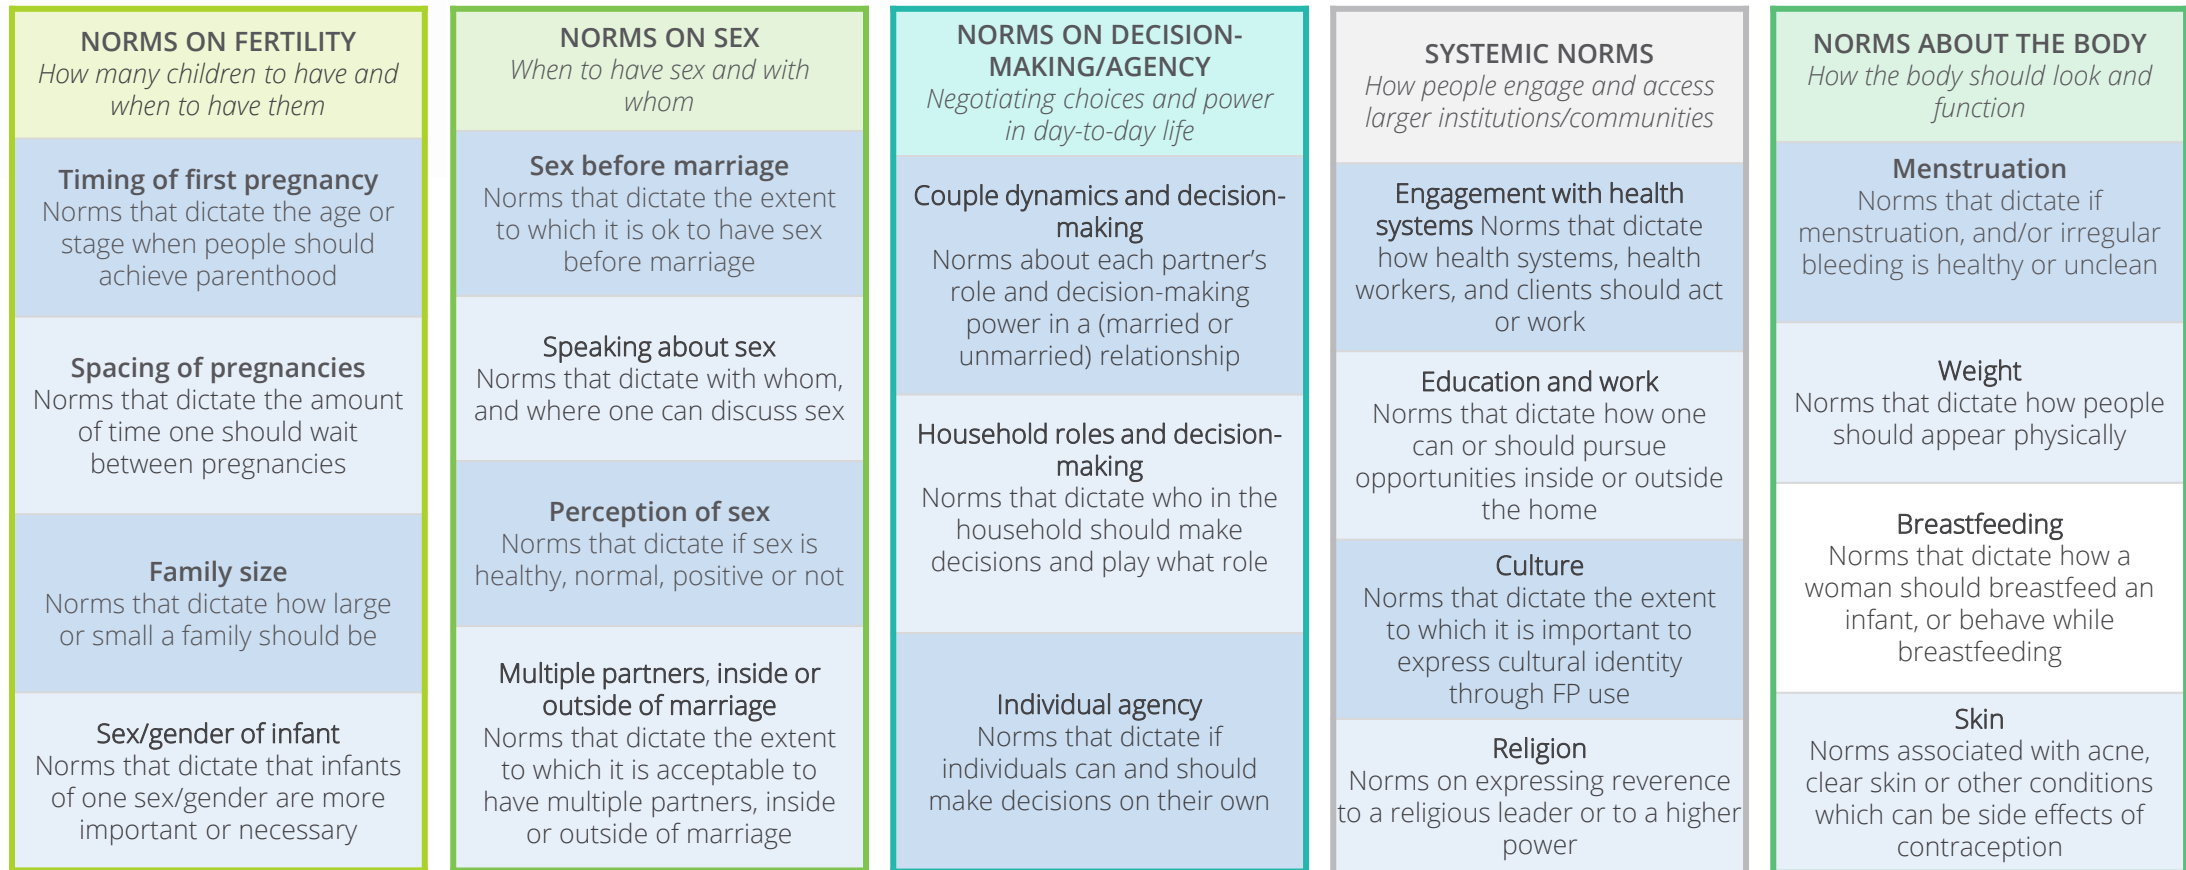 NORMS ON FERTILITY
How many children to have and
when to have them
Timing of first pregnancy
Norms that dictate the age or
stage when people should
achieve parenthood
Spacing of pregnancies
Norms that dictate the amount
of time one should wait
between pregnancies
Family size
Norms that dictate how large
or small a family should be
Sex/gender of infant
Norms that dictate that infants
of one sex/gender are more
important or necessary
NORMS ON SEX
When to have sex and with
whom
Sex before marriage
Norms that dictate the extent
to which it is ok to have sex
before marriage
Speaking about sex
Norms that dictate with whom,
and where one can discuss sex
Perception of sex
Norms that dictate if sex is
healthy, normal, positive or not
Multiple partners, inside or
outside of marriage
Norms that dictate the extent
to which it is acceptable to
have multiple partners, inside
or outside of marriage
NORMS ON DECISION-
MAKING/AGENCY
Negotiating choices and power
in day-to-day life
Couple dynamics and decision-
making
Norms about each partner's
role and decision-making
power in a (married or
unmarried) relationship
Household roles and decision-
making
Norms that dictate who in the
household should make
decisions and play what role
Individual agency
Norms that dictate if
individuals can and should
make decisions on their own
SYSTEMIC NORMS
How people engage and access
larger institutions/communities
Engagement with health
systems Norms that dictate
how health systems, health
workers, and clients should act
or work
Education and work
Norms that dictate how one
can or should pursue
opportunities inside or outside
the home
Culture
Norms that dictate the extent
to which it is important to
express cultural identity
through FP use
Religion
Norms on expressing reverence
to a religious leader or to a higher
power
NORMS ABOUT THE BODY
How the body should look and
function
Menstruation
Norms that dictate if
menstruation, and/or irregular
bleeding is healthy or unclean
Weight
Norms that dictate how people
should appear physically
Breastfeeding
Norms that dictate how a
woman should breastfeed an
infant, or behave while
breastfeeding
Skin
Norms associated with acne,
clear skin or other conditions
which can be side effects of
contraception